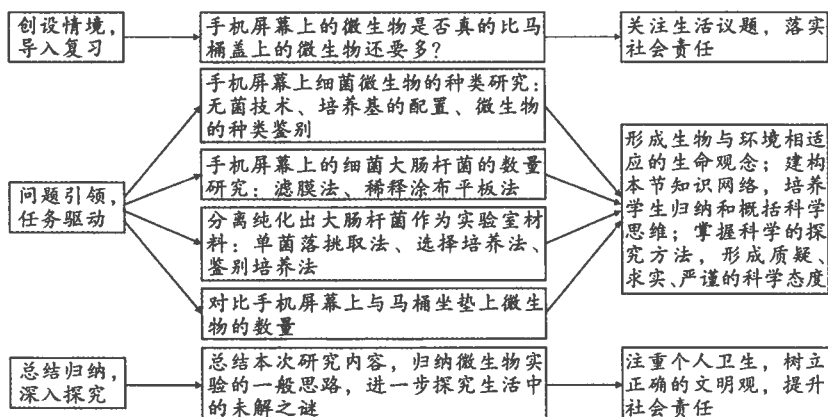 创设情境,
导入复习
手机屏幕上的微生物是否真的比马
桶盖上的微生物还要多?
关注生活议题,落实
社会责任
问题引领,
任务驱动
手机屏幕上细菌微生物的种类研究:
无菌技术、培养基的配置、微生物
的种类鉴别
手机屏幕上的细菌大肠杆菌的数量
研究:滤膜法、稀释涂布平板法
分离纯化出大肠杆菌作为实验室材
料:单菌落挑取法、选择培养法、
鉴别培养法
对比手机屏幕上与马桶坐垫上微生
物的数量
形成生物与环境相适
应的生命观念;建构
本节知识网络,培养
学生归纳和概括科学
思维;掌握科学的探
究方法,形成质疑、
求实、严谨的科学态度
总结归纳,
深入探究
总结本次研究内容,归纳微生物实
验的一般思路,进一步探究生活中
的未解之谜
注重个人卫生,树立
正确的文明观,提升
社会责任